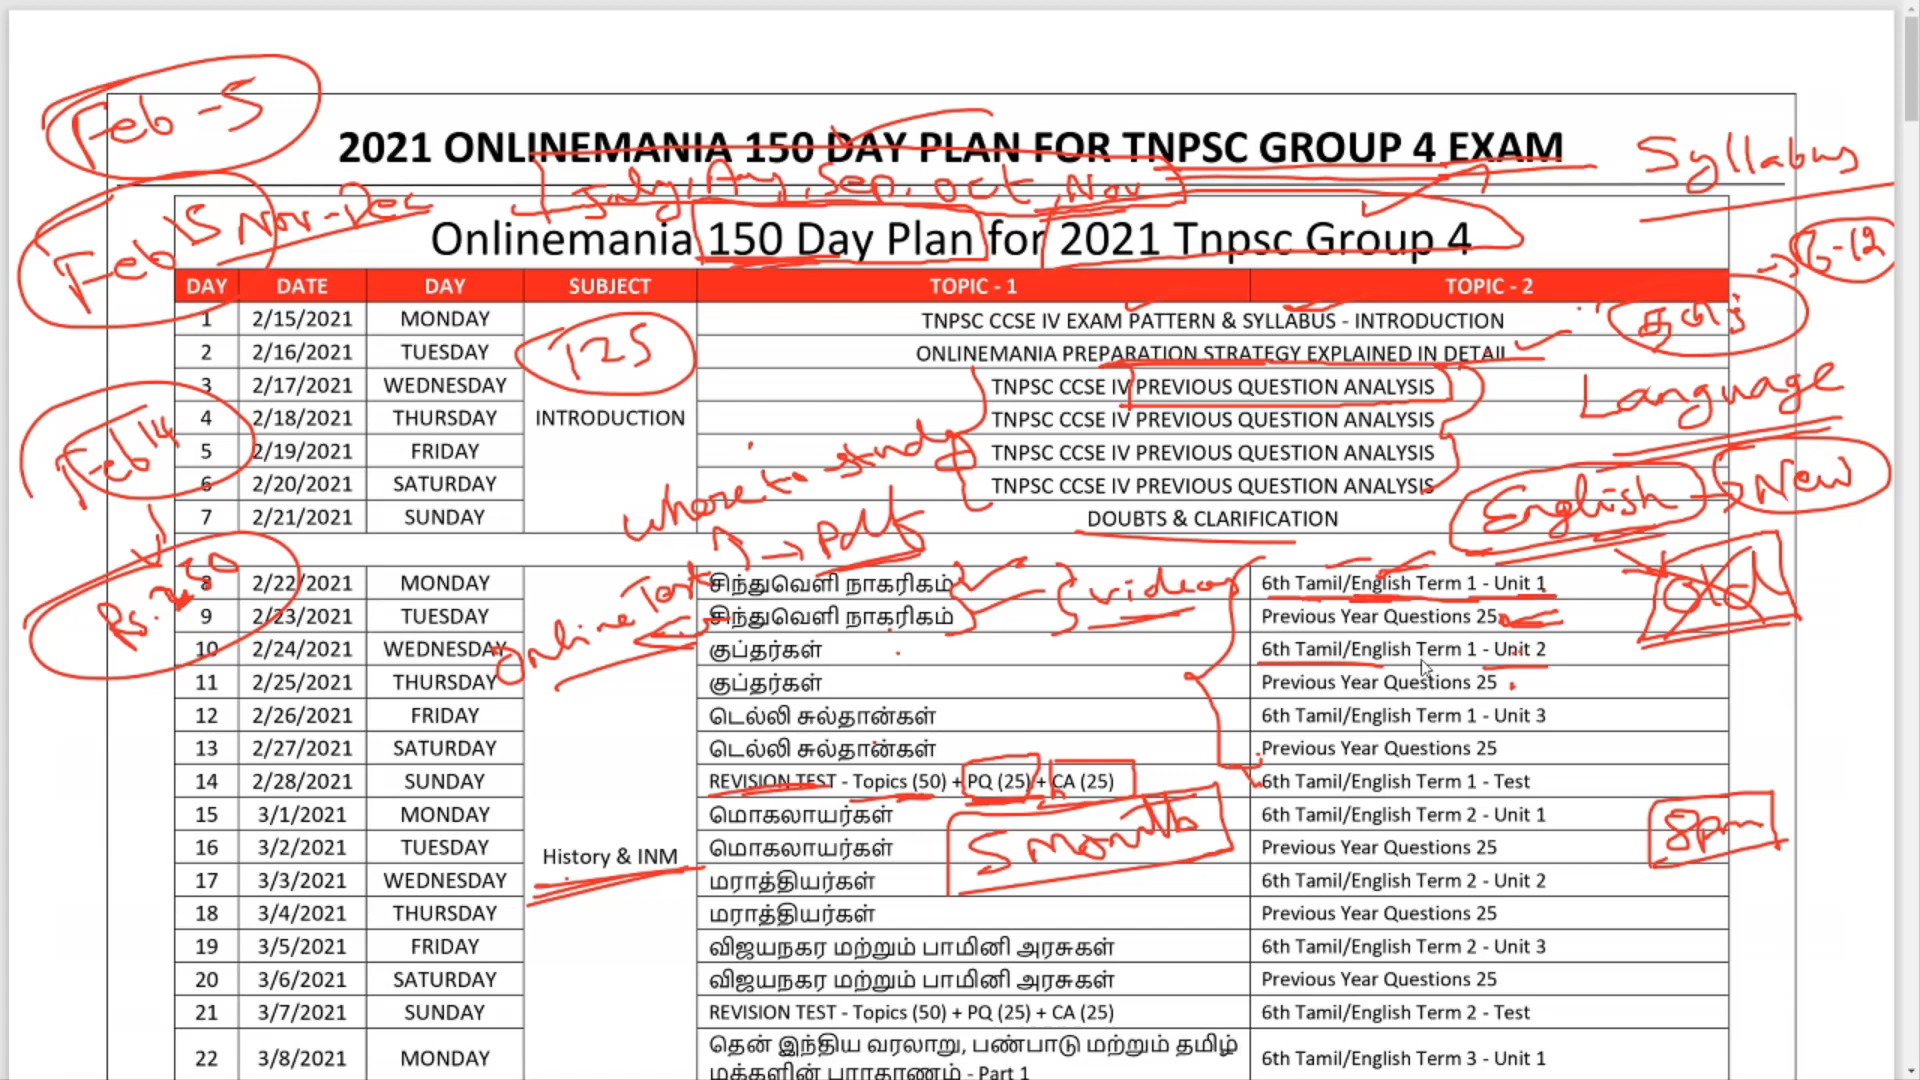 Feb -5
2021 ONLINEMANIA 150 DAY PLAN FOR TNPSC GROUP 4 EXAM
Syllabus
July, Aug, Sep, Oct, Nov
Feb 15 Nov-Dec
Onlinemania 150 Day Plan for 2021 Tnpsc Group 4
6-12
DAY DATE DAY SUBJECT TOPIC - 1 TOPIC - 2
1 2/15/2021 MONDAY TNPSC CCSE IV EXAM PATTERN & SYLLABUS - INTRODUCTION
2 2/16/2021 TUESDAY 125 ONLINEMANIA PREPARATION STRATEGY EXPLAINED IN DETAIL
3 2/17/2021 WEDNESDAY TNPSC CCSE IV PREVIOUS QUESTION ANALYSIS
Language
4 2/18/2021 THURSDAY INTRODUCTION TNPSC CCSE IV PREVIOUS QUESTION ANALYSIS
Feb 14
5 2/19/2021 FRIDAY TNPSC CCSE IV PREVIOUS QUESTION ANALYSIS
where to study
6 2/20/2021 SATURDAY TNPSC CCSE IV PREVIOUS QUESTION ANALYSIS
English New
7 2/21/2021 SUNDAY DOUBTS & CLARIFICATION
Pdf
8 2/22/2021 MONDAY சிந்துவெளி நாகரிகம் 6th Tamil/English Term 1 - Unit 1
Rs. 250 Online Test videos Old
9 2/23/2021 TUESDAY சிந்துவெளி நாகரிகம் Previous Year Questions 25
10 2/24/2021 WEDNESDAY குப்தர்கள் 6th Tamil/English Term 1 - Unit 2
11 2/25/2021 THURSDAY குப்தர்கள் Previous Year Questions 25
12 2/26/2021 FRIDAY டெல்லி சுல்தான்கள் 6th Tamil/English Term 1 - Unit 3
13 2/27/2021 SATURDAY டெல்லி சுல்தான்கள் Previous Year Questions 25
14 2/28/2021 SUNDAY REVISION TEST - Topics (50) + PQ (25) + CA (25) 6th Tamil/English Term 1 - Test
15 3/1/2021 MONDAY மொகலாயர்கள் 6th Tamil/English Term 2 - Unit 1
5 month 8pm
16 3/2/2021 TUESDAY மொகலாயர்கள் Previous Year Questions 25
History & INM
17 3/3/2021 WEDNESDAY மராத்தியர்கள் 6th Tamil/English Term 2 - Unit 2
18 3/4/2021 THURSDAY மராத்தியர்கள் Previous Year Questions 25
19 3/5/2021 FRIDAY விஜயநகர மற்றும் பாமினி அரசுகள் 6th Tamil/English Term 2 - Unit 3
20 3/6/2021 SATURDAY விஜயநகர மற்றும் பாமினி அரசுகள் Previous Year Questions 25
21 3/7/2021 SUNDAY REVISION TEST - Topics (50) + PQ (25) + CA (25) 6th Tamil/English Term 2 - Test
22 3/8/2021 MONDAY தென் இந்திய வரலாறு, பண்பாடு மற்றும் தமிழ் 6th Tamil/English Term 3 - Unit 1
மக்களின் பாரதாணம் - Part 1